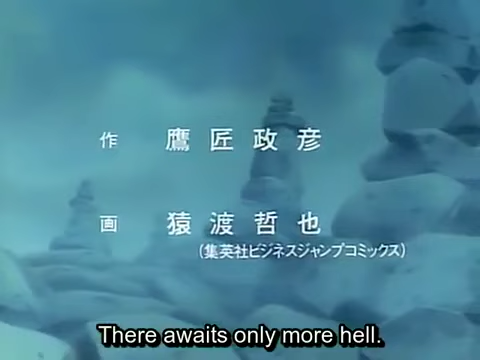 作 鷹匠政彦
画 猿渡哲也
(集英社ビジネスジャンプコミックス)
There awaits only more hell.